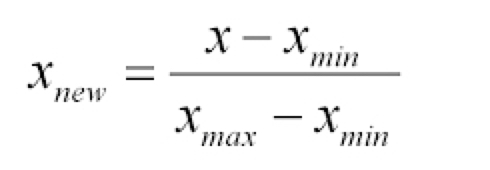 x_new = (x − x_min) / (x_max − x_min)